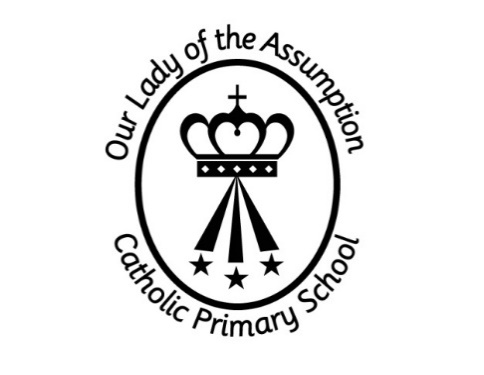 Our Lady of the Assumption
Catholic Primary School